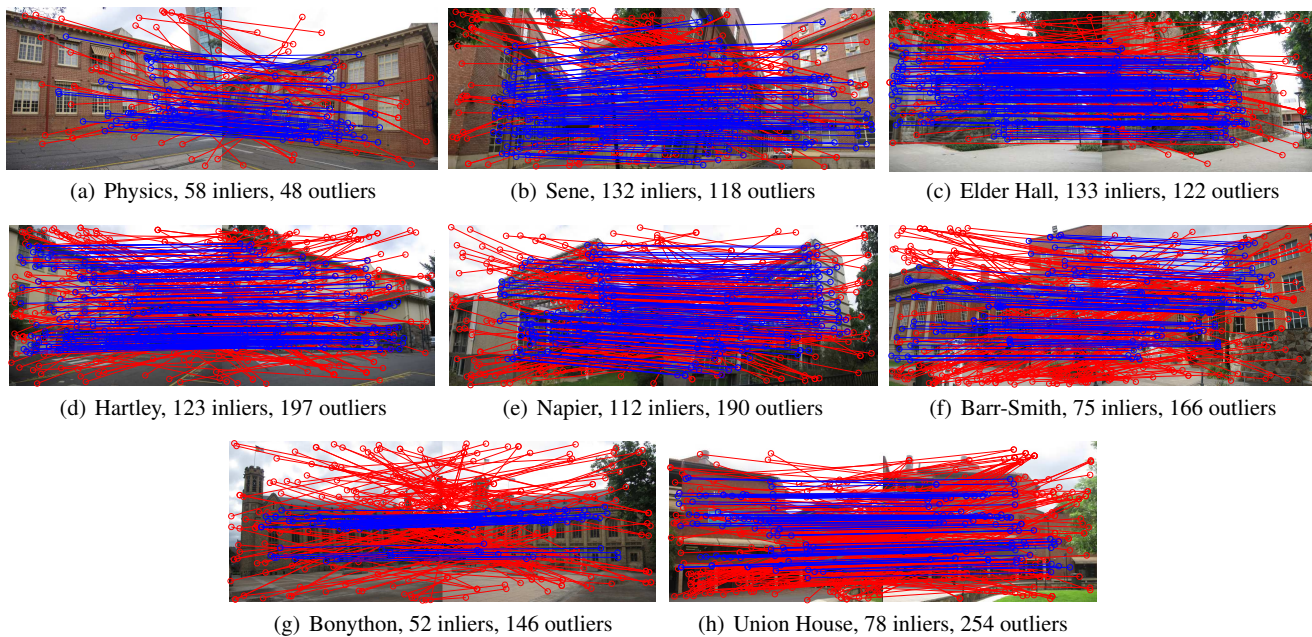 (a) Physics, 58 inliers, 48 outliers
(b) Sene, 132 inliers, 118 outliers
(c) Elder Hall, 133 inliers, 122 outliers
(d) Hartley, 123 inliers, 197 outliers
(e) Napier, 112 inliers, 190 outliers
(f) Barr-Smith, 75 inliers, 166 outliers
(g) Bonython, 52 inliers, 146 outliers
(h) Union House, 78 inliers, 254 outliers